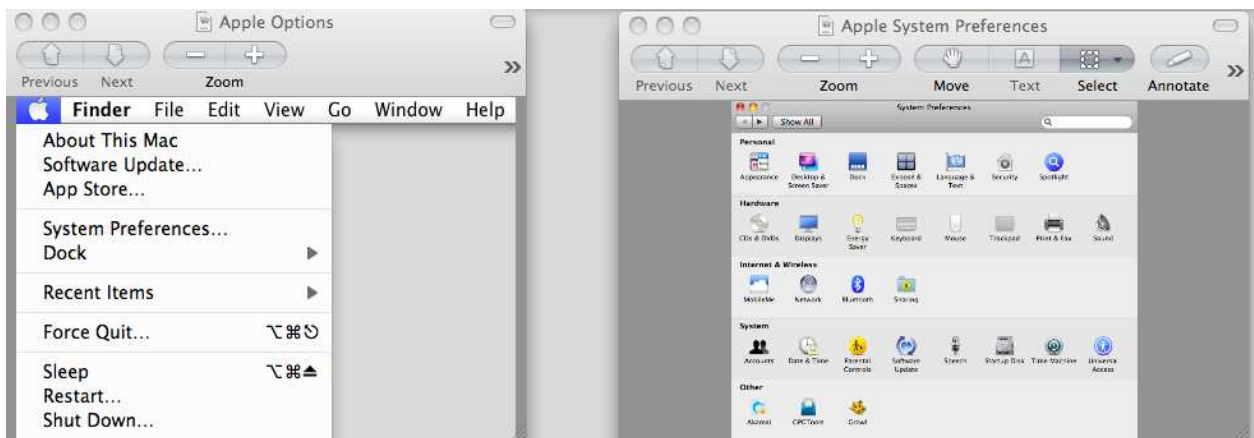 Apple Options
Previous Next Zoom
Finder File Edit View Go Window Help
About This Mac
Software Update...
App Store...
System Preferences...
Dock
Recent Items
Force Quit... ⌥⌘⎋
Sleep ⌥⌘⏏
Restart...
Shut Down...
Apple System Preferences
Previous Next Zoom Move Text Select Annotate
System Preferences
Show All
Personal
Appearance Desktop & Screen Saver Dock Exposé & Spaces Language & Text Security Spotlight
Hardware
CDs & DVDs Displays Energy Saver Keyboard Mouse Trackpad Print & Fax Sound
Internet & Wireless
MobileMe Network Bluetooth Sharing
System
Accounts Date & Time Parental Controls Software Update Speech Startup Disk Time Machine Universal Access
Other
Akamai CPGTools Growl